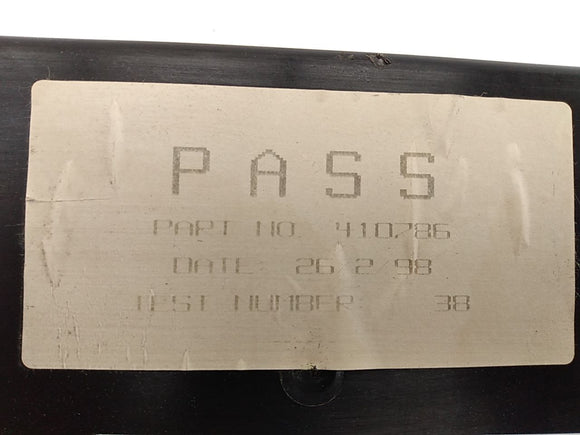 PASS
PART NO. 410786
DATE: 26/2/98
TEST NUMBER: 38